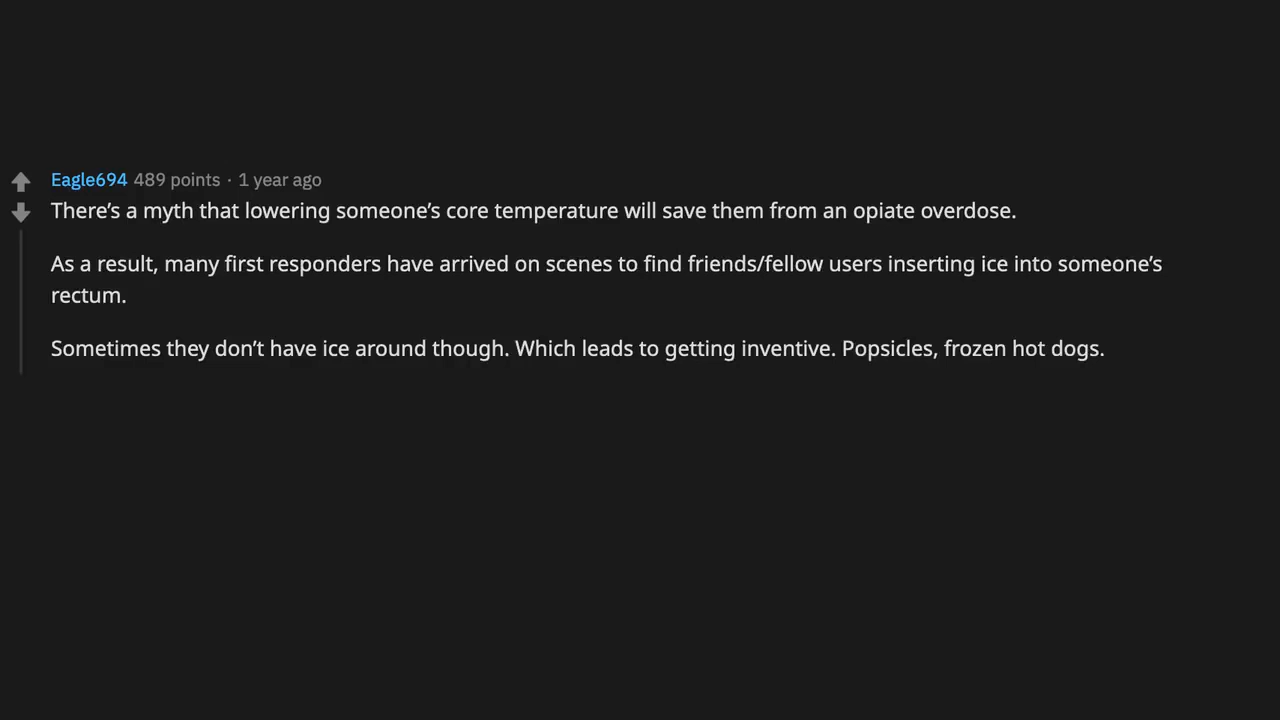 Eagle694 489 points · 1 year ago
There’s a myth that lowering someone’s core temperature will save them from an opiate overdose.
As a result, many first responders have arrived on scenes to find friends/fellow users inserting ice into someone’s
rectum.
Sometimes they don’t have ice around though. Which leads to getting inventive. Popsicles, frozen hot dogs.